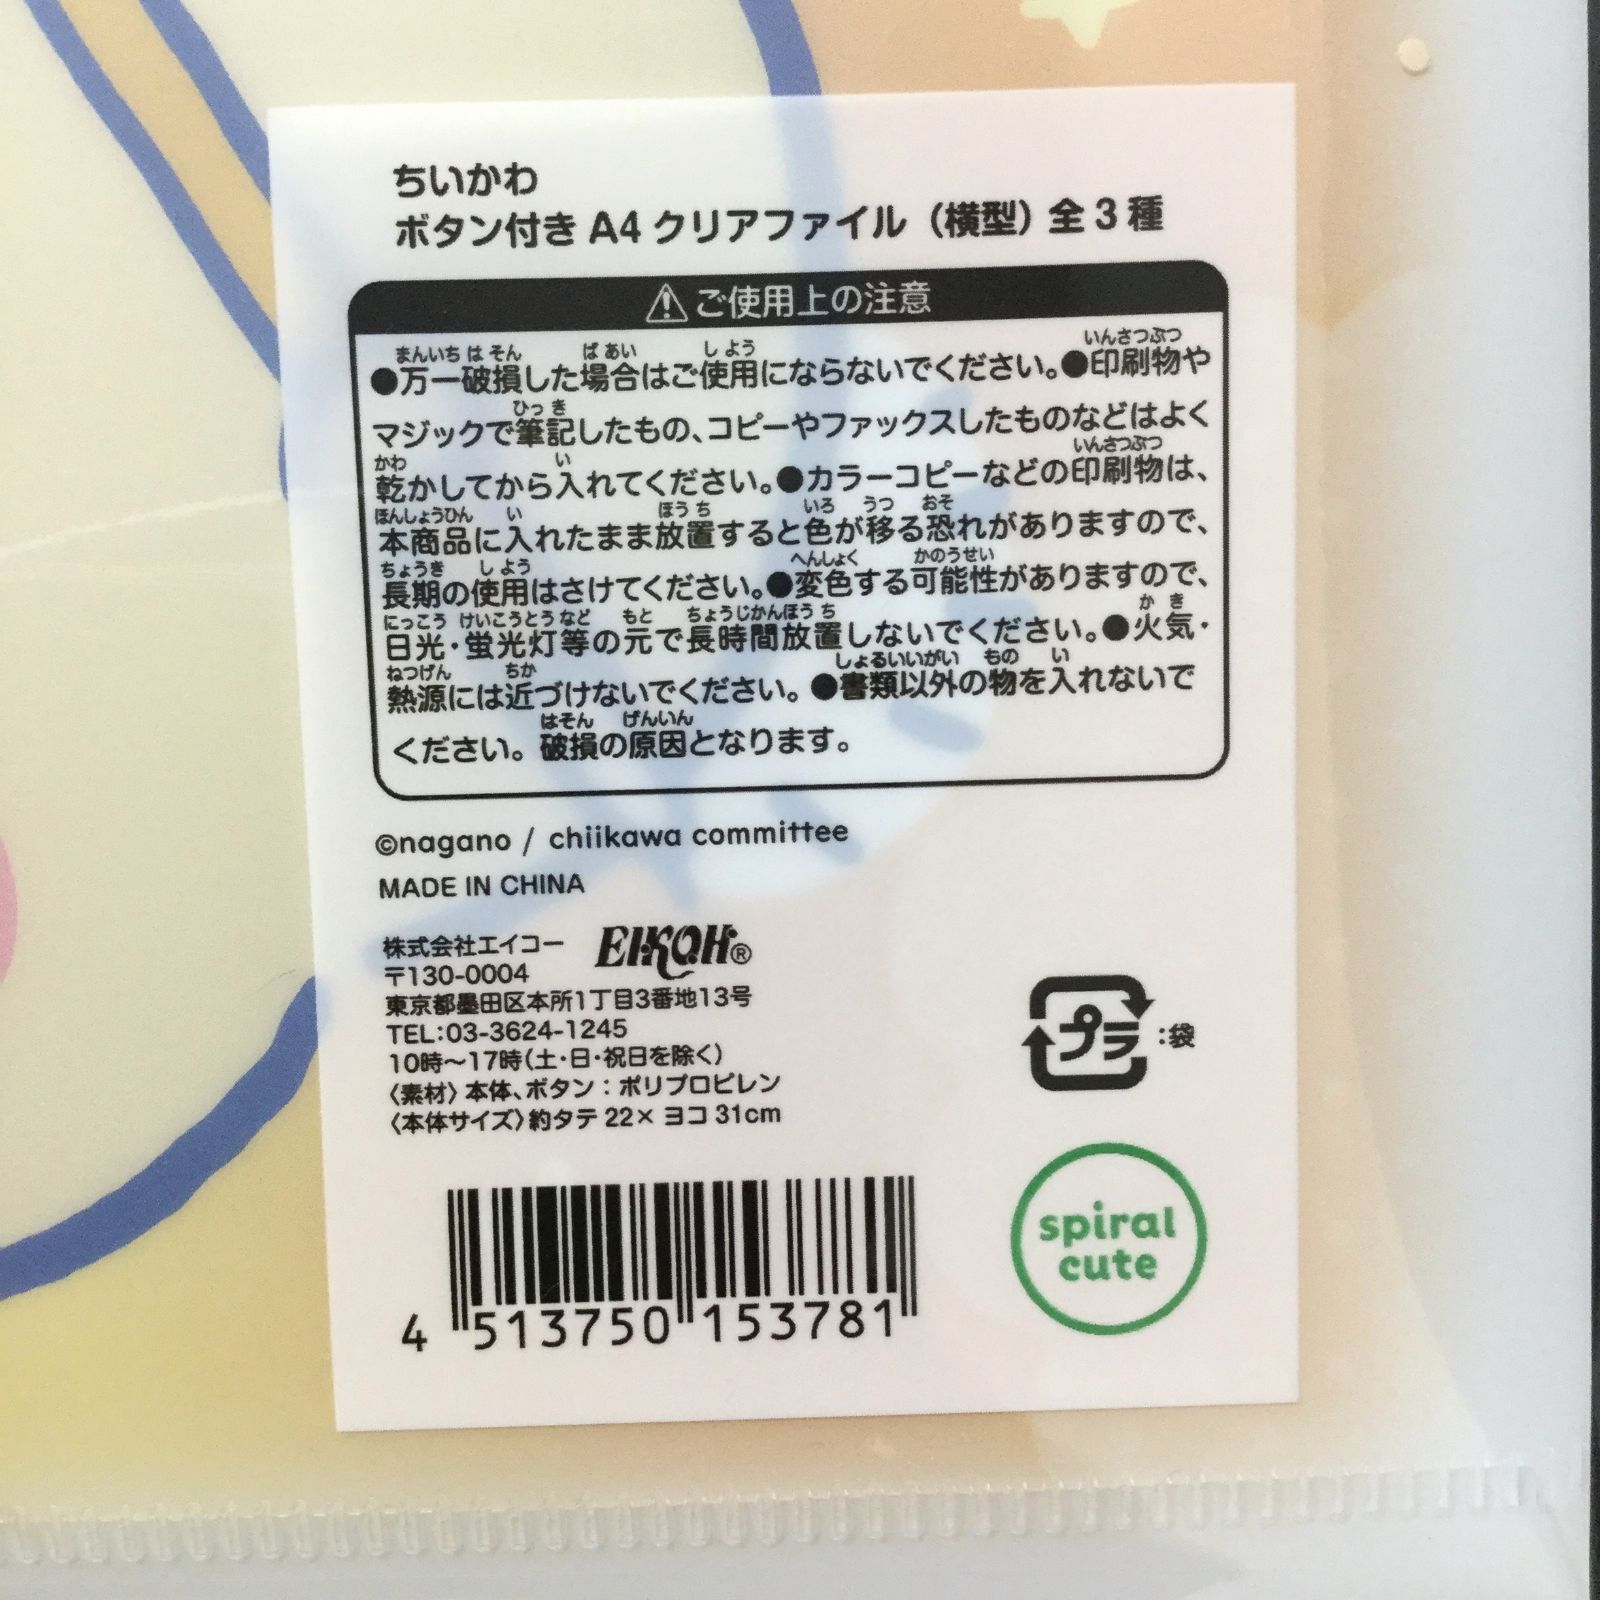 ちいかわ
ボタン付き A4 クリアファイル（横型）全3種
⚠ご使用上の注意
まんいち はそん ばあい しよう いんさつぶつ
●万一破損した場合はご使用にならないでください。●印刷物や
ひっき
マジックで筆記したもの、コピーやファックスしたものなどはよく
かわ い いんさつぶつ
乾かしてから入れてください。●カラーコピーなどの印刷物は、
ほんしょうひん い ほうち いろ うつ おそ
本商品に入れたまま放置すると色が移る恐れがありますので、
ちょうき しよう へんしょく かのうせい
長期の使用はさけてください。●変色する可能性がありますので、
にっこう けいこうとうなど もと ちょうじかんほうち かき
日光・蛍光灯等の元で長時間放置しないでください。●火気・
ねつげん ちか しょるいいがい もの い
熱源には近づけないでください。●書類以外の物を入れないで
はそん げんいん
ください。破損の原因となります。
©nagano / chiikawa committee
MADE IN CHINA
株式会社エイコー EIKOH®
〒130-0004
東京都墨田区本所1丁目3番地13号
TEL:03-3624-1245
10時〜17時(土・日・祝日を除く)
〈素材〉本体、ボタン：ポリプロピレン
〈本体サイズ〉約タテ 22× ヨコ 31cm
プラ :袋
spiral
cute
4 513750 153781